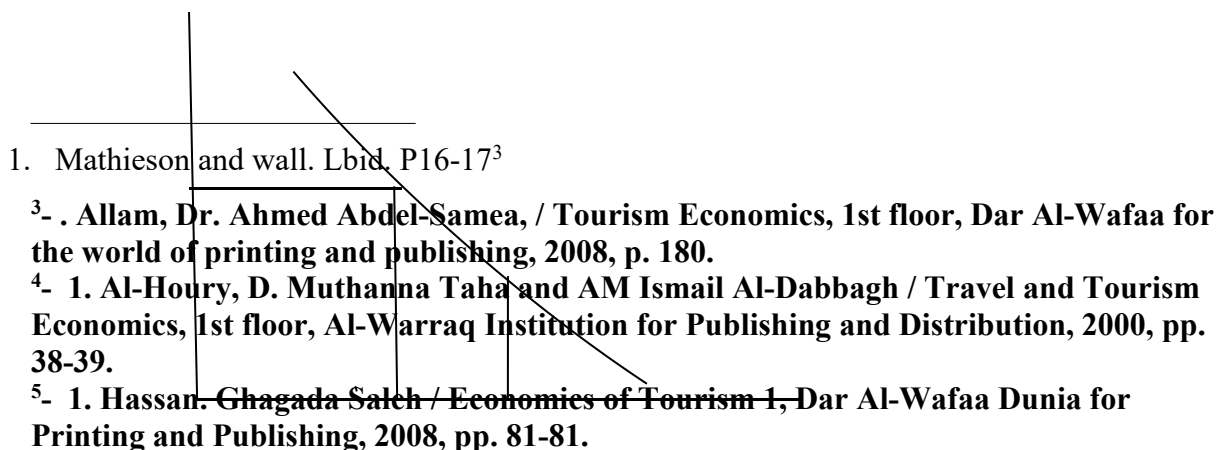 1. Mathieson and wall. Lbid. P16-17³
³- . Allam, Dr. Ahmed Abdel-Samea, / Tourism Economics, 1st floor, Dar Al-Wafaa for
the world of printing and publishing, 2008, p. 180.
⁴- 1. Al-Houry, D. Muthanna Taha and AM Ismail Al-Dabbagh / Travel and Tourism
Economics, 1st floor, Al-Warraq Institution for Publishing and Distribution, 2000, pp.
38-39.
⁵- 1. Hassan. Ghagada Saleh / Economics of Tourism 1, Dar Al-Wafaa Dunia for
Printing and Publishing, 2008, pp. 81-81.